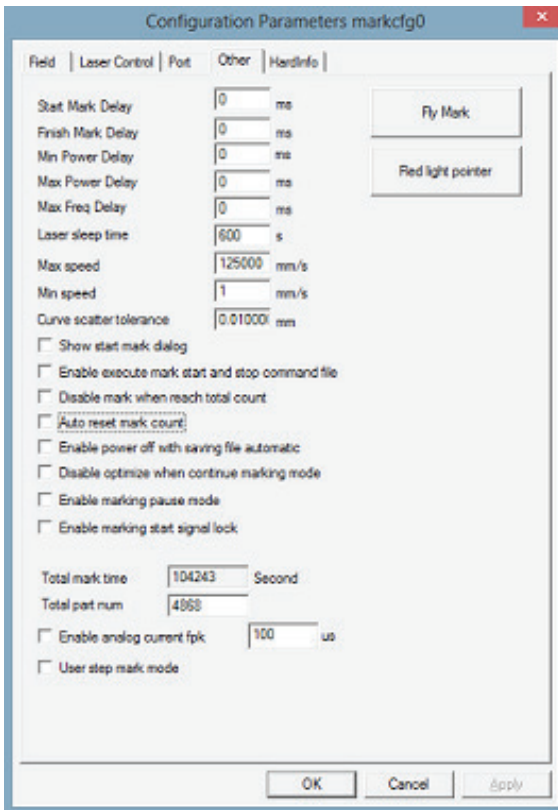 Configuration Parameters markcfg0
Field Laser Control Port Other HardInfo
Start Mark Delay 0 ms
Fly Mark
Finish Mark Delay 0 ms
Min Power Delay 0 ms
Red light pointer
Max Power Delay 0 ms
Max Freq Delay 0 ms
Laser sleep time 600 s
Max speed 125000 mm/s
Min speed 1 mm/s
Curve scatter tolerance 0.01000 mm
Show start mark dialog
Enable execute mark start and stop command file
Disable mark when reach total count
Auto reset mark count
Enable power off with saving file automatic
Disable optimize when continue marking mode
Enable marking pause mode
Enable marking start signal lock
Total mark time 104243 Second
Total part num 4868
Enable analog current fpk 100 us
User step mark mode
OK Cancel Apply